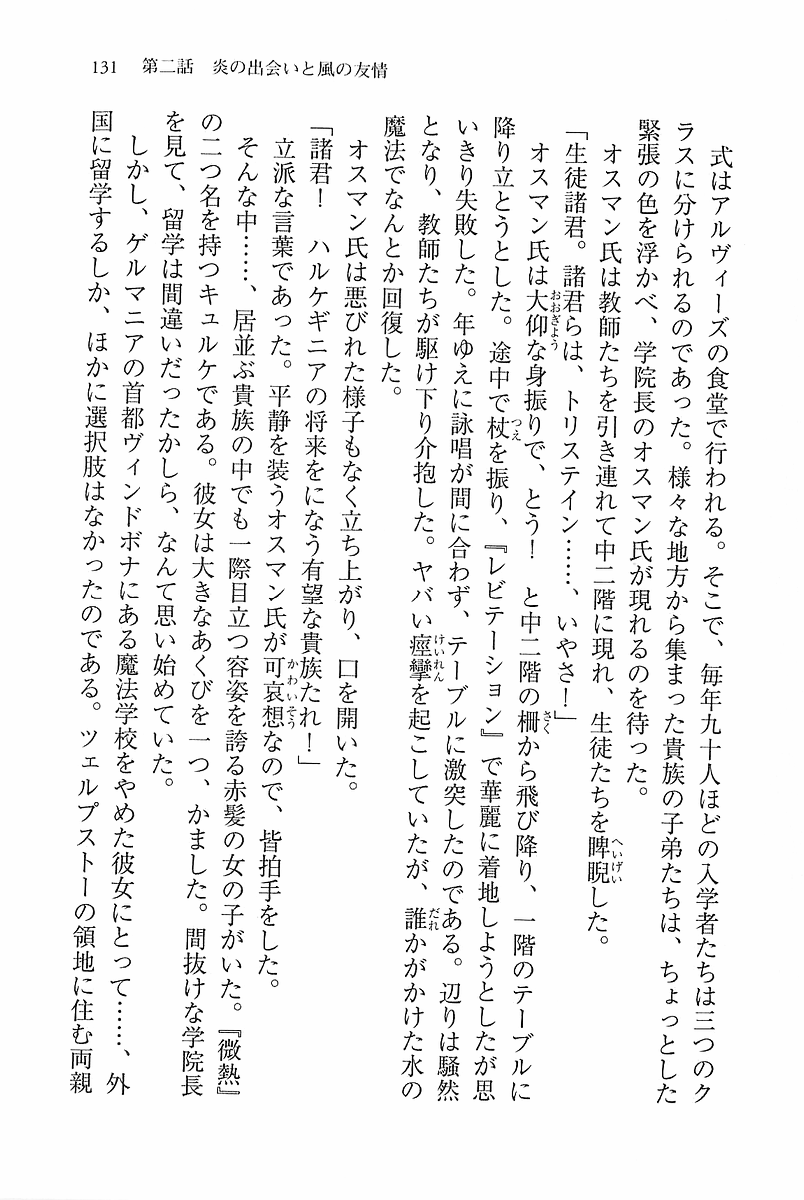 131　第二話　炎の出会いと風の友情
　式はアルヴィーズの食堂で行われる。そこで、毎年九十人ほどの入学者たちは三つのク
ラスに分けられるのであった。様々な地方から集まった貴族の子弟たちは、ちょっとした
緊張の色を浮かべ、学院長のオスマン氏が現れるのを待った。
　オスマン氏は教師たちを引き連れて中二階に現れ、生徒たちを睥睨へいげいした。
「生徒諸君。諸君らは、トリステイン……、いやさ！」
　オスマン氏は大仰おおぎょうな身振りで、とう！　と中二階の柵さくから飛び降り、一階のテーブルに
降り立とうとした。途中で杖つえを振り、『レビテーション』で華麗に着地しようとしたが思
いきり失敗した。年ゆえに詠唱が間に合わず、テーブルに激突したのである。辺りは騒然
となり、教師たちが駆け下り介抱した。ヤバい痙攣けいれんを起こしていたが、誰だれかがかけた水の
魔法でなんとか回復した。
　オスマン氏は悪びれた様子もなく立ち上がり、口を開いた。
「諸君！　ハルケギニアの将来をになう有望な貴族たれ！」
　立派な言葉であった。平静を装うオスマン氏が可哀想かわいそうなので、皆拍手をした。
　そんな中……、居並ぶ貴族の中でも一際目立つ容姿を誇る赤髪の女の子がいた。『微熱』
の二つ名を持つキュルケである。彼女は大きなあくびを一つ、かました。間抜けな学院長
を見て、留学は間違いだったかしら、なんて思い始めていた。
　しかし、ゲルマニアの首都ヴィンドボナにある魔法学校をやめた彼女にとって……、外
国に留学するしか、ほかに選択肢はなかったのである。ツェルプストーの領地に住む両親